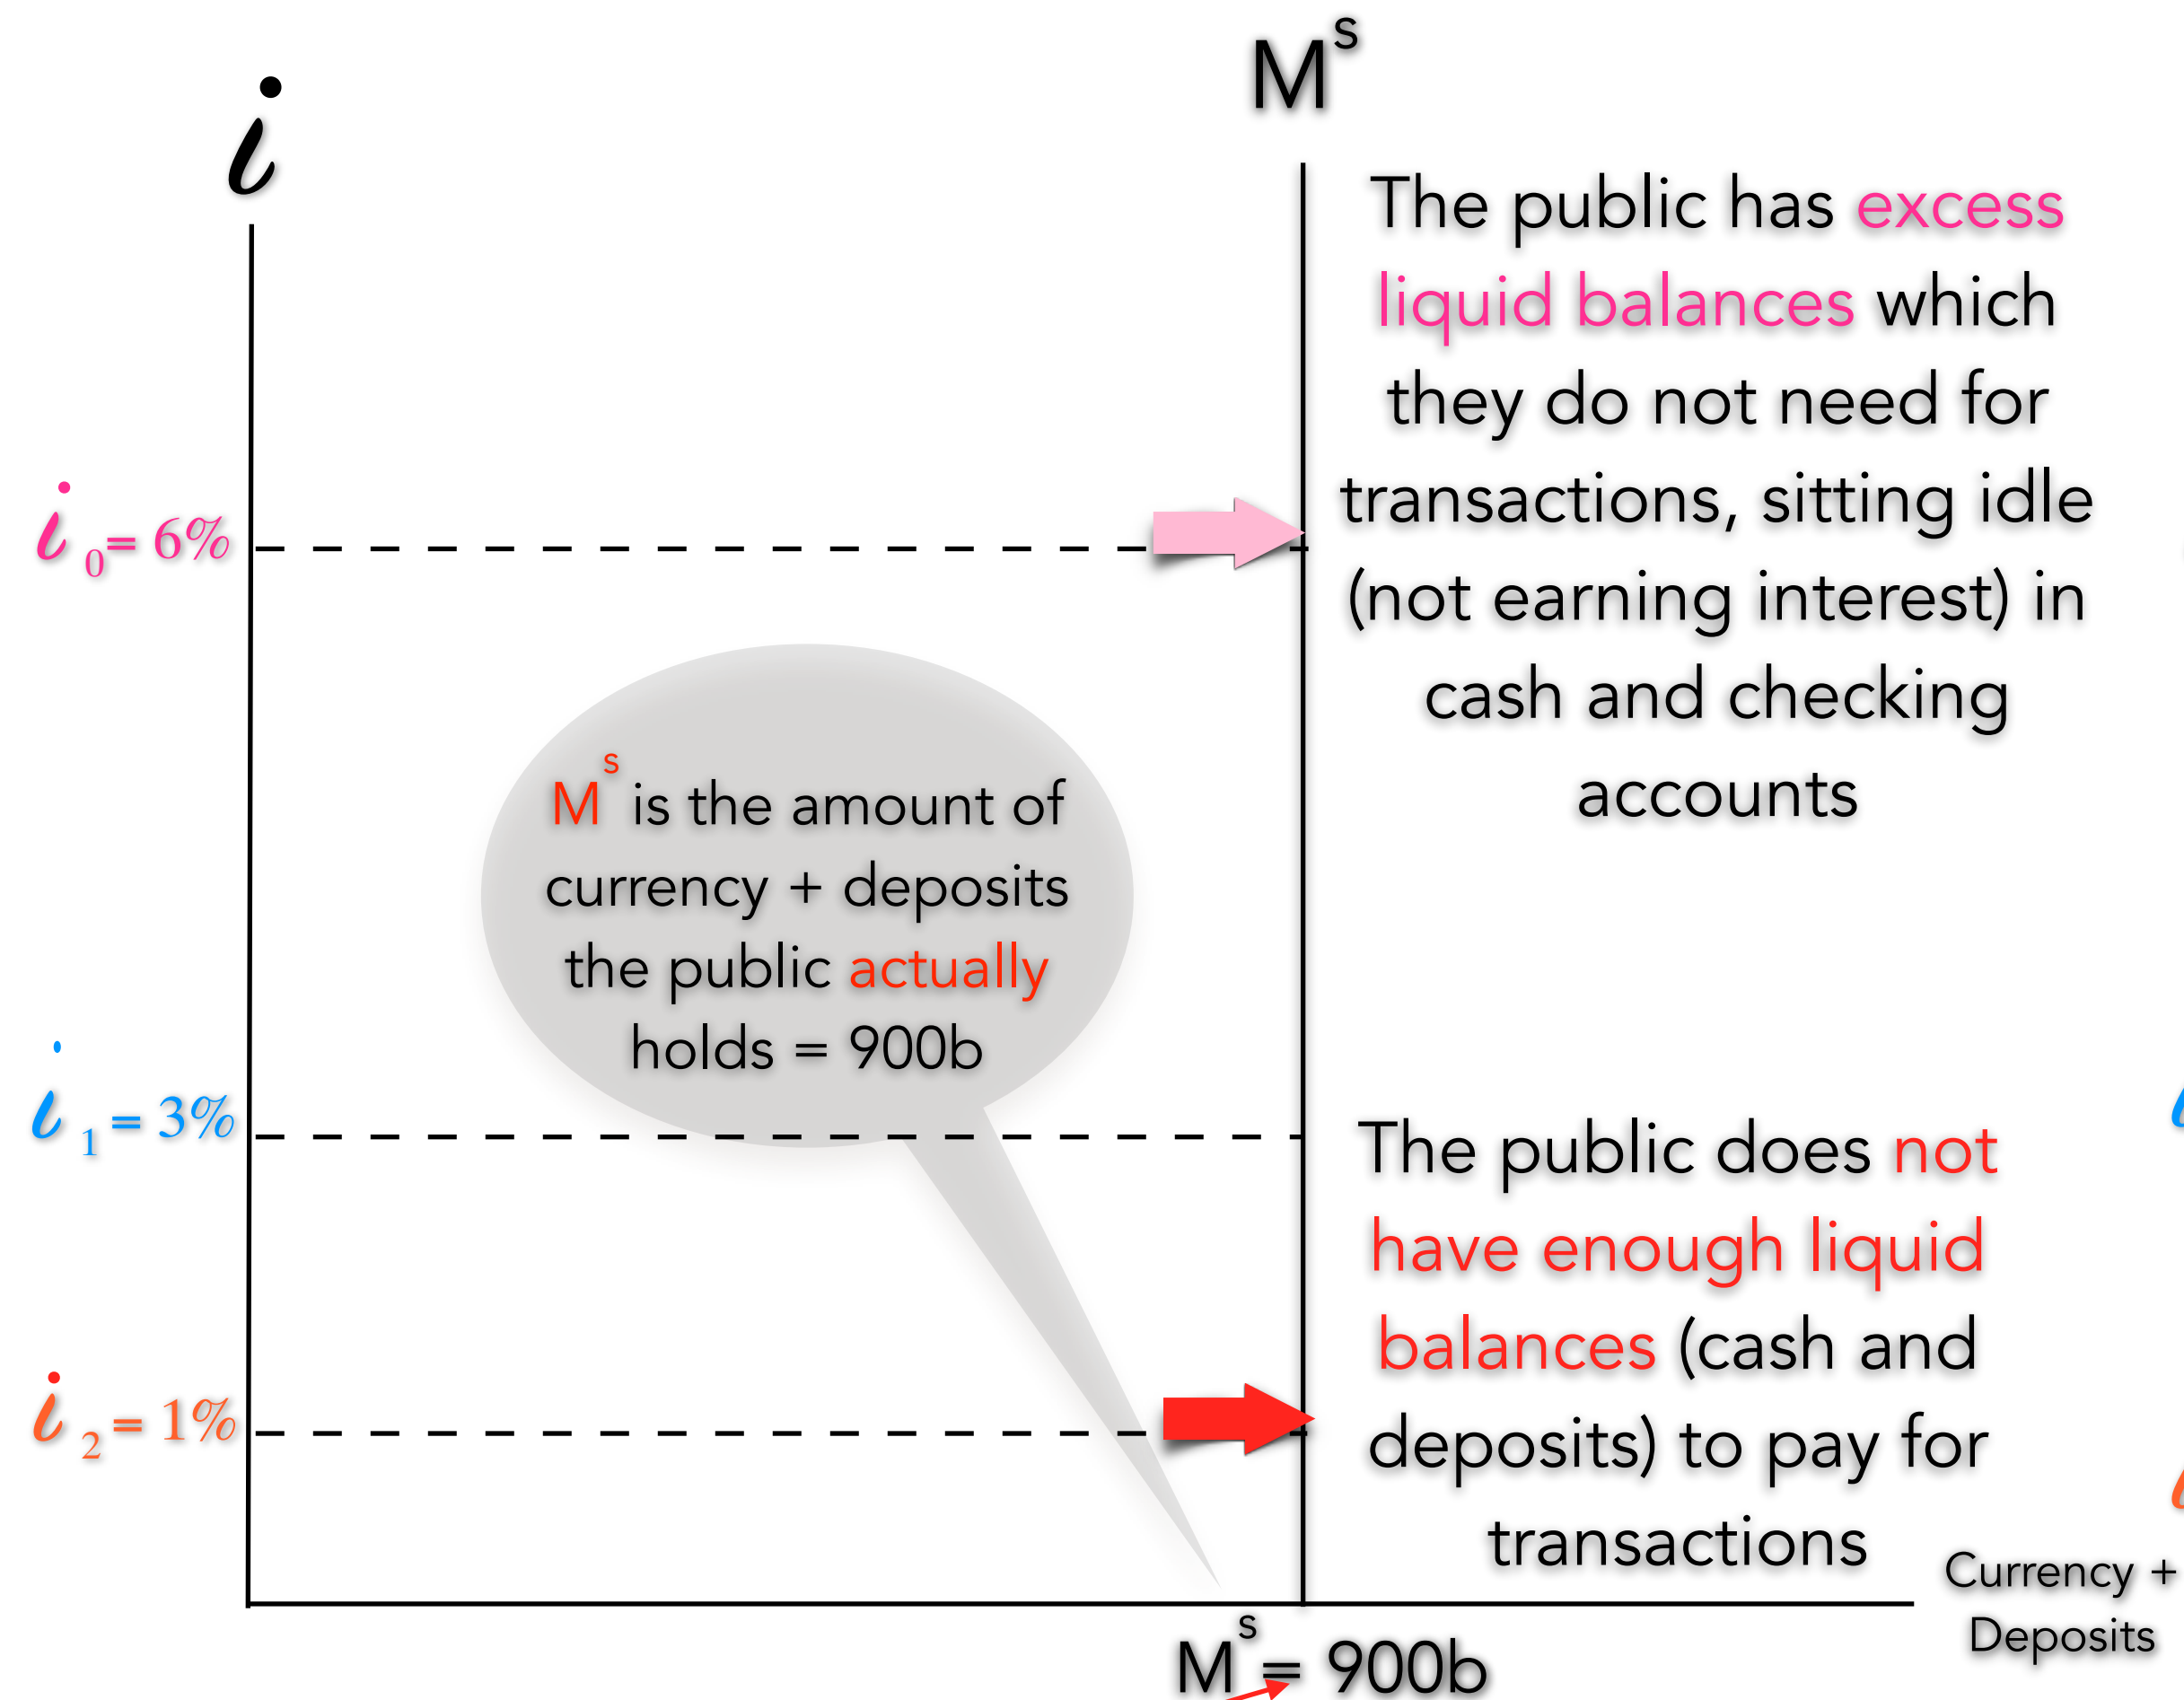 i
Mˢ
The public has excess
liquid balances which
they do not need for
transactions, sitting idle
(not earning interest) in
cash and checking
accounts
i₀= 6%
Mˢ is the amount of
currency + deposits
the public actually
holds = 900b
i₁ = 3%
The public does not
have enough liquid
balances (cash and
deposits) to pay for
transactions
i₂ = 1%
Currency +
Deposits
Mˢ= 900b